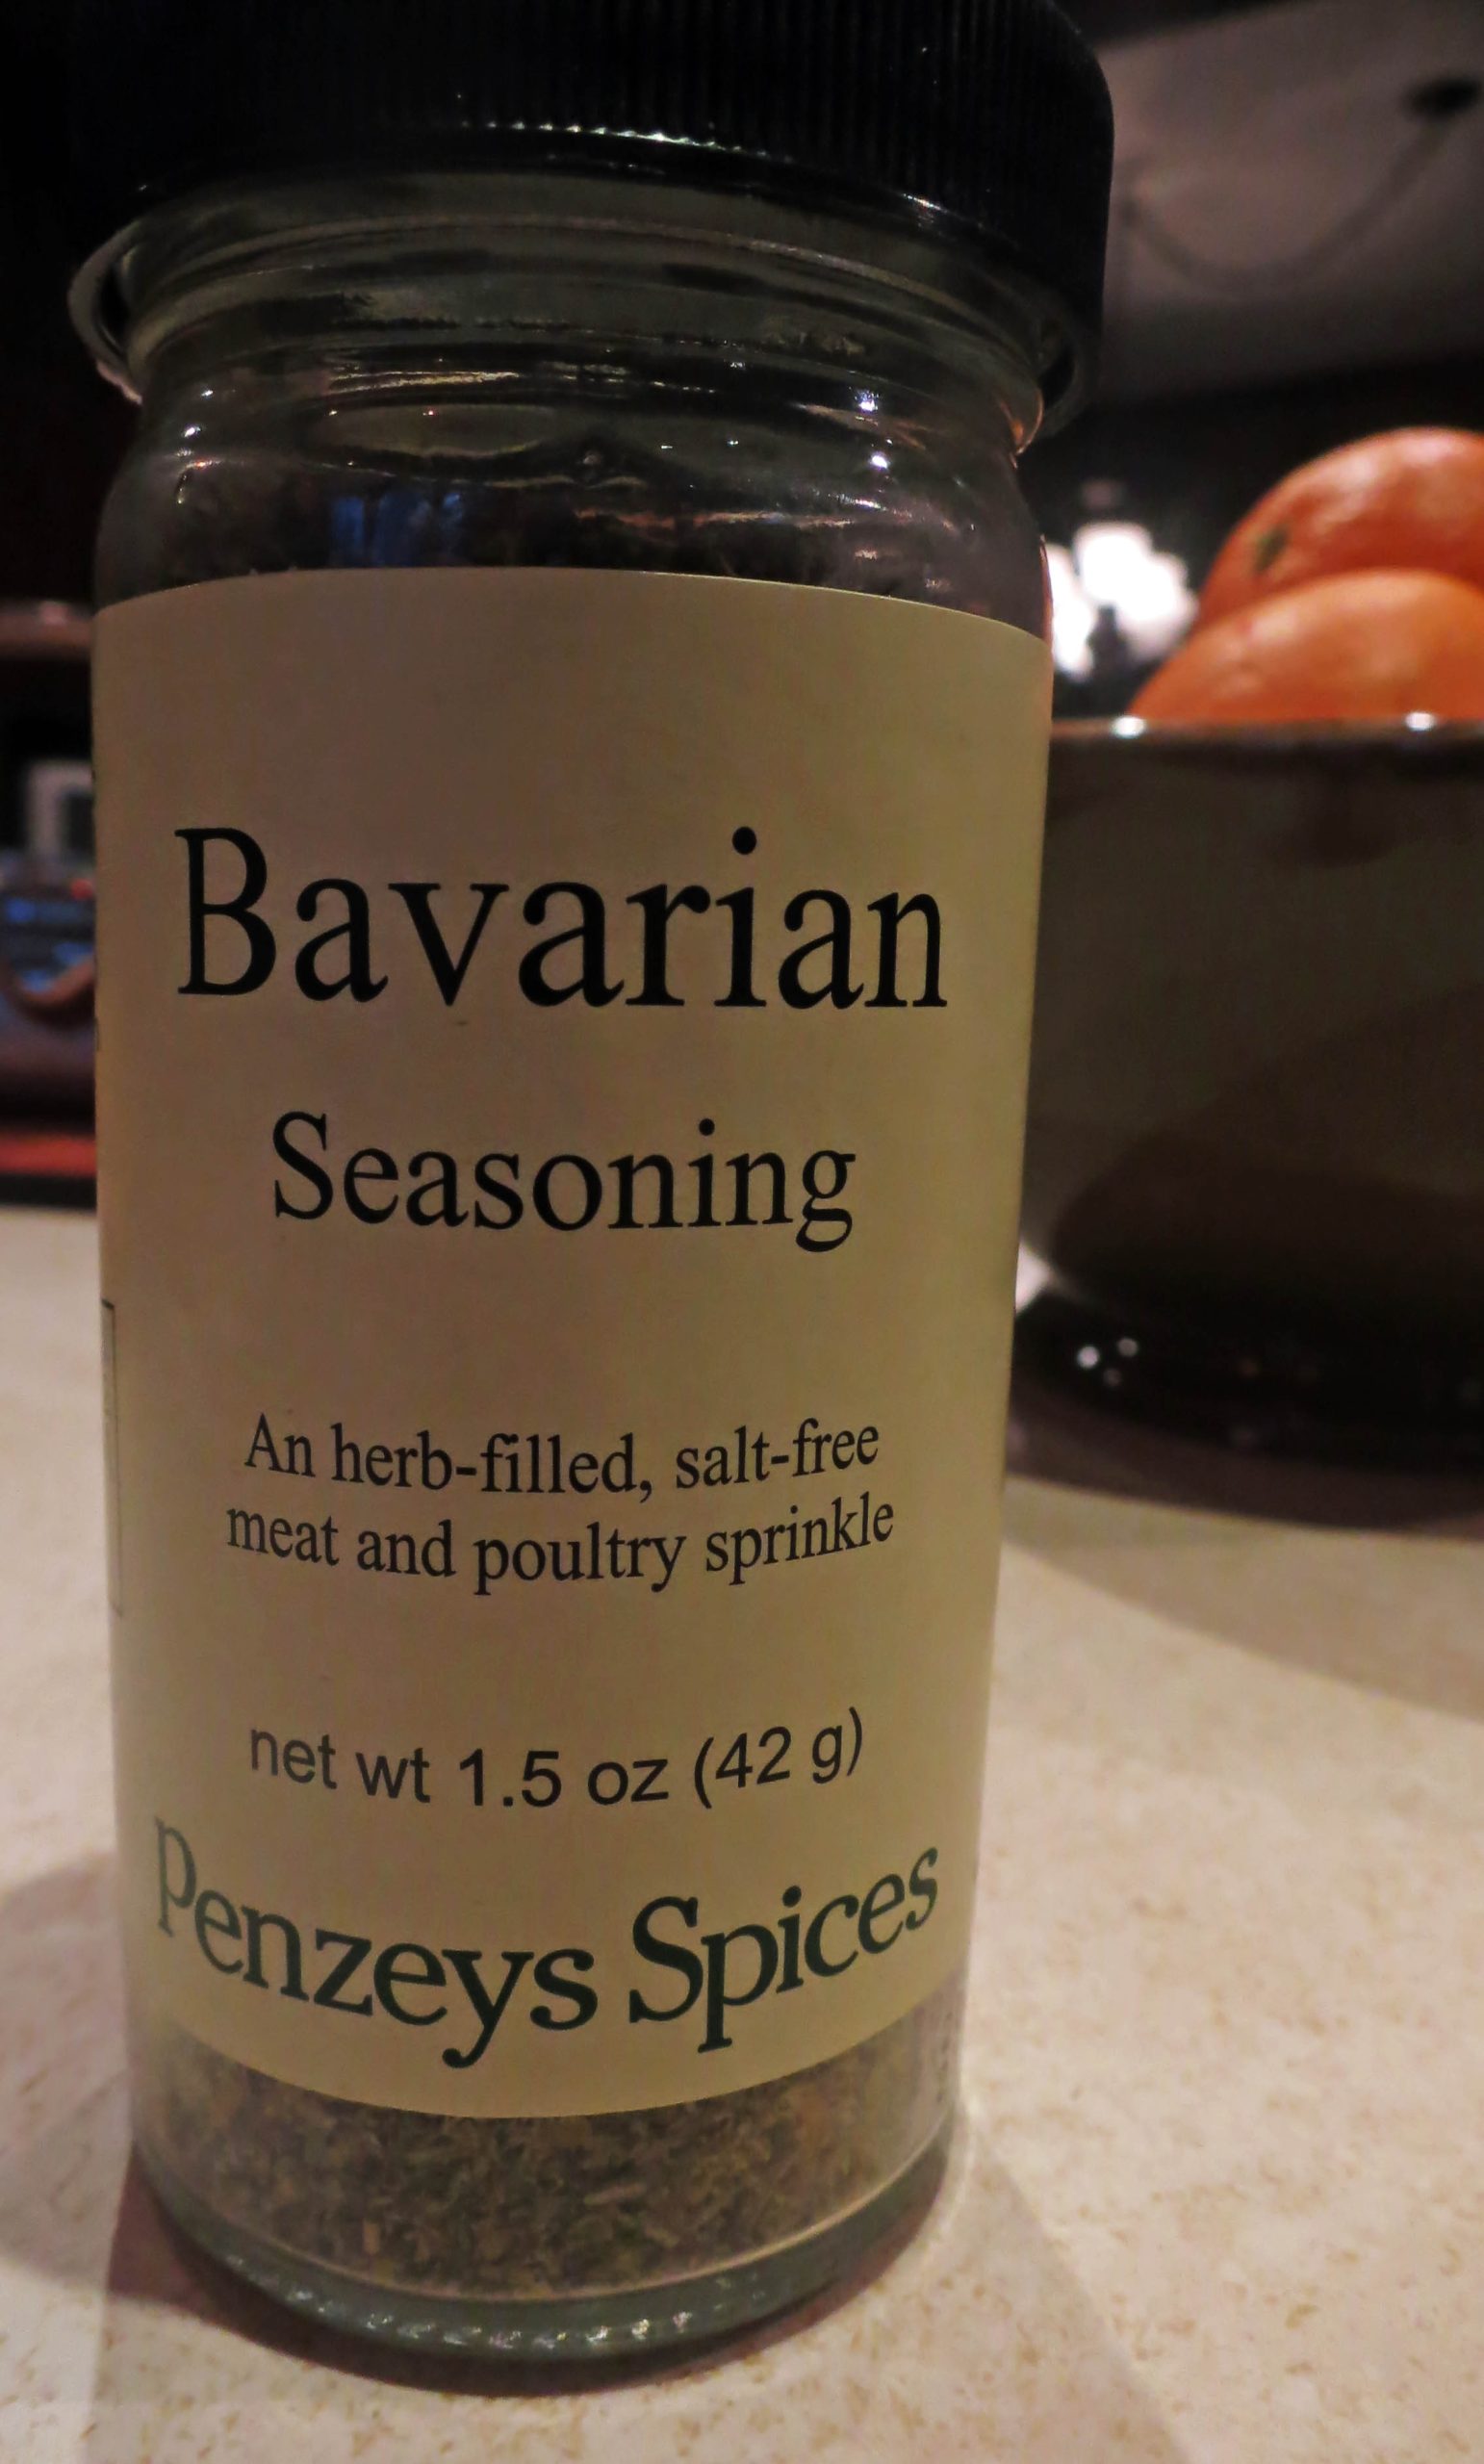 Bavarian
Seasoning
An herb-filled, salt-free
meat and poultry sprinkle
net wt 1.5 oz (42 g)
Penzeys Spices